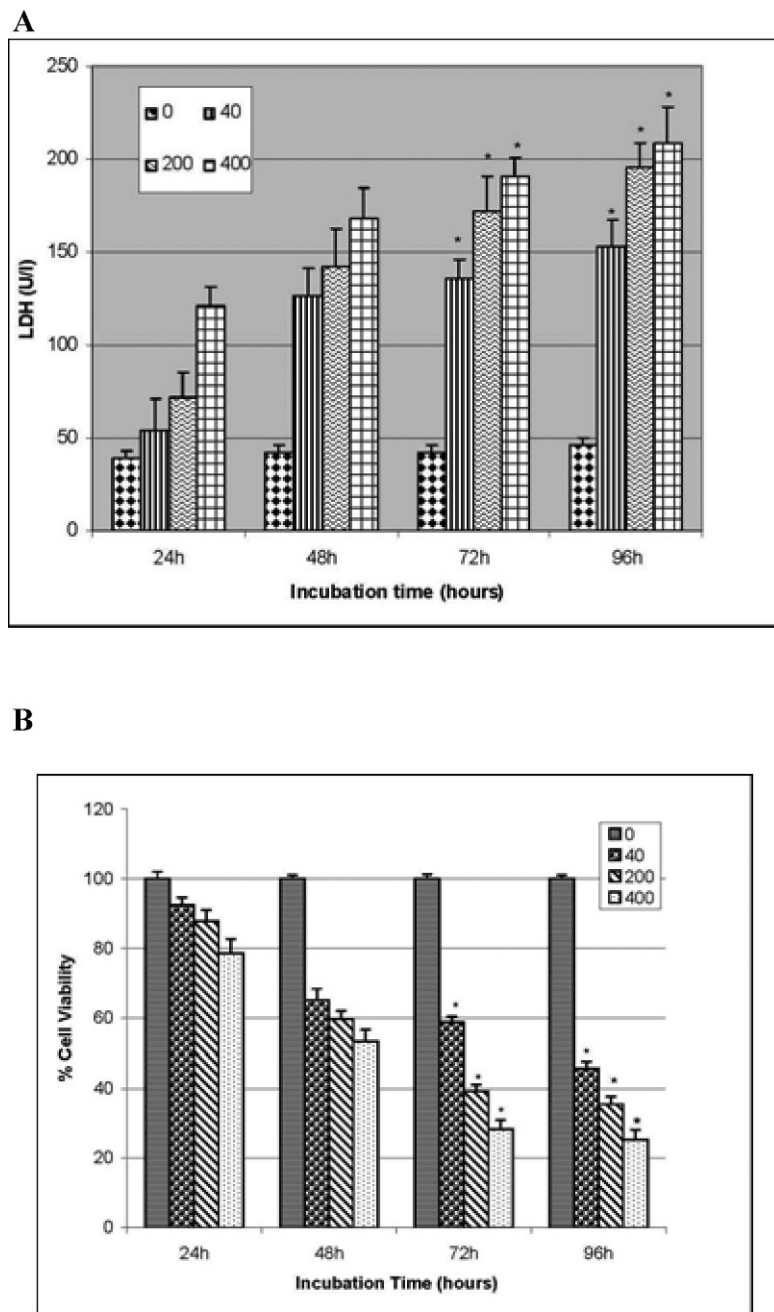 A
250
200
150
100
50
0
LDH (U/l)
0 40
200 400
* * * * * *
24h 48h 72h 96h
Incubation time (hours)
B
120
100
80
60
40
20
0
% Cell Viability
0
40
200
400
* * * * * *
24h 48h 72h 96h
Incubation Time (hours)